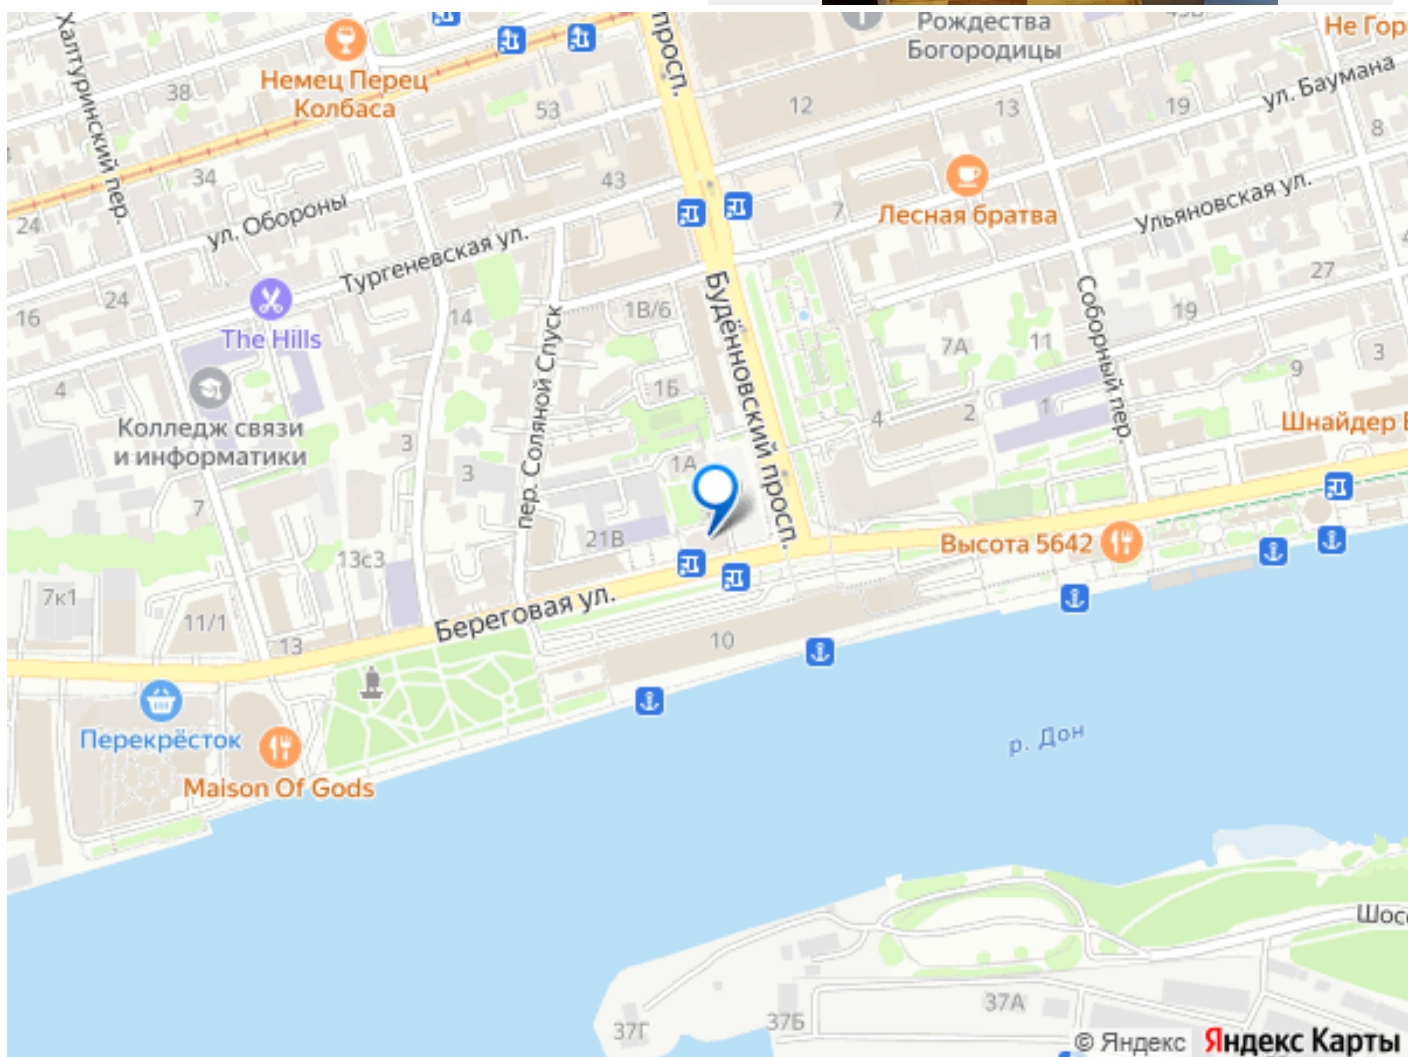 Рождества
Богородицы
Не Гор
Халтуринский пер.
просп.
Немец Перец
Колбаса
38
53
12
13
19
ул. Баумана
8
34
43
7
Лесная братва
Ульяновская ул.
24
ул. Обороны
Тургеневская ул.
16
24
The Hills
14
1В/6
Будённовский просп.
Соборный пер.
27
19
7А
11
3
9
4
Колледж связи
и информатики
пер. Соляной Спуск
1Б
4
2
1
Шнайдер
3
3
1А
7
21В
13с3
Высота 5642
7к1
11/1
13
Береговая ул.
10
Перекрёсток
Maison Of Gods
р. Дон
Шосс
37Г
37Б
37А
© Яндекс Яндекс Карты